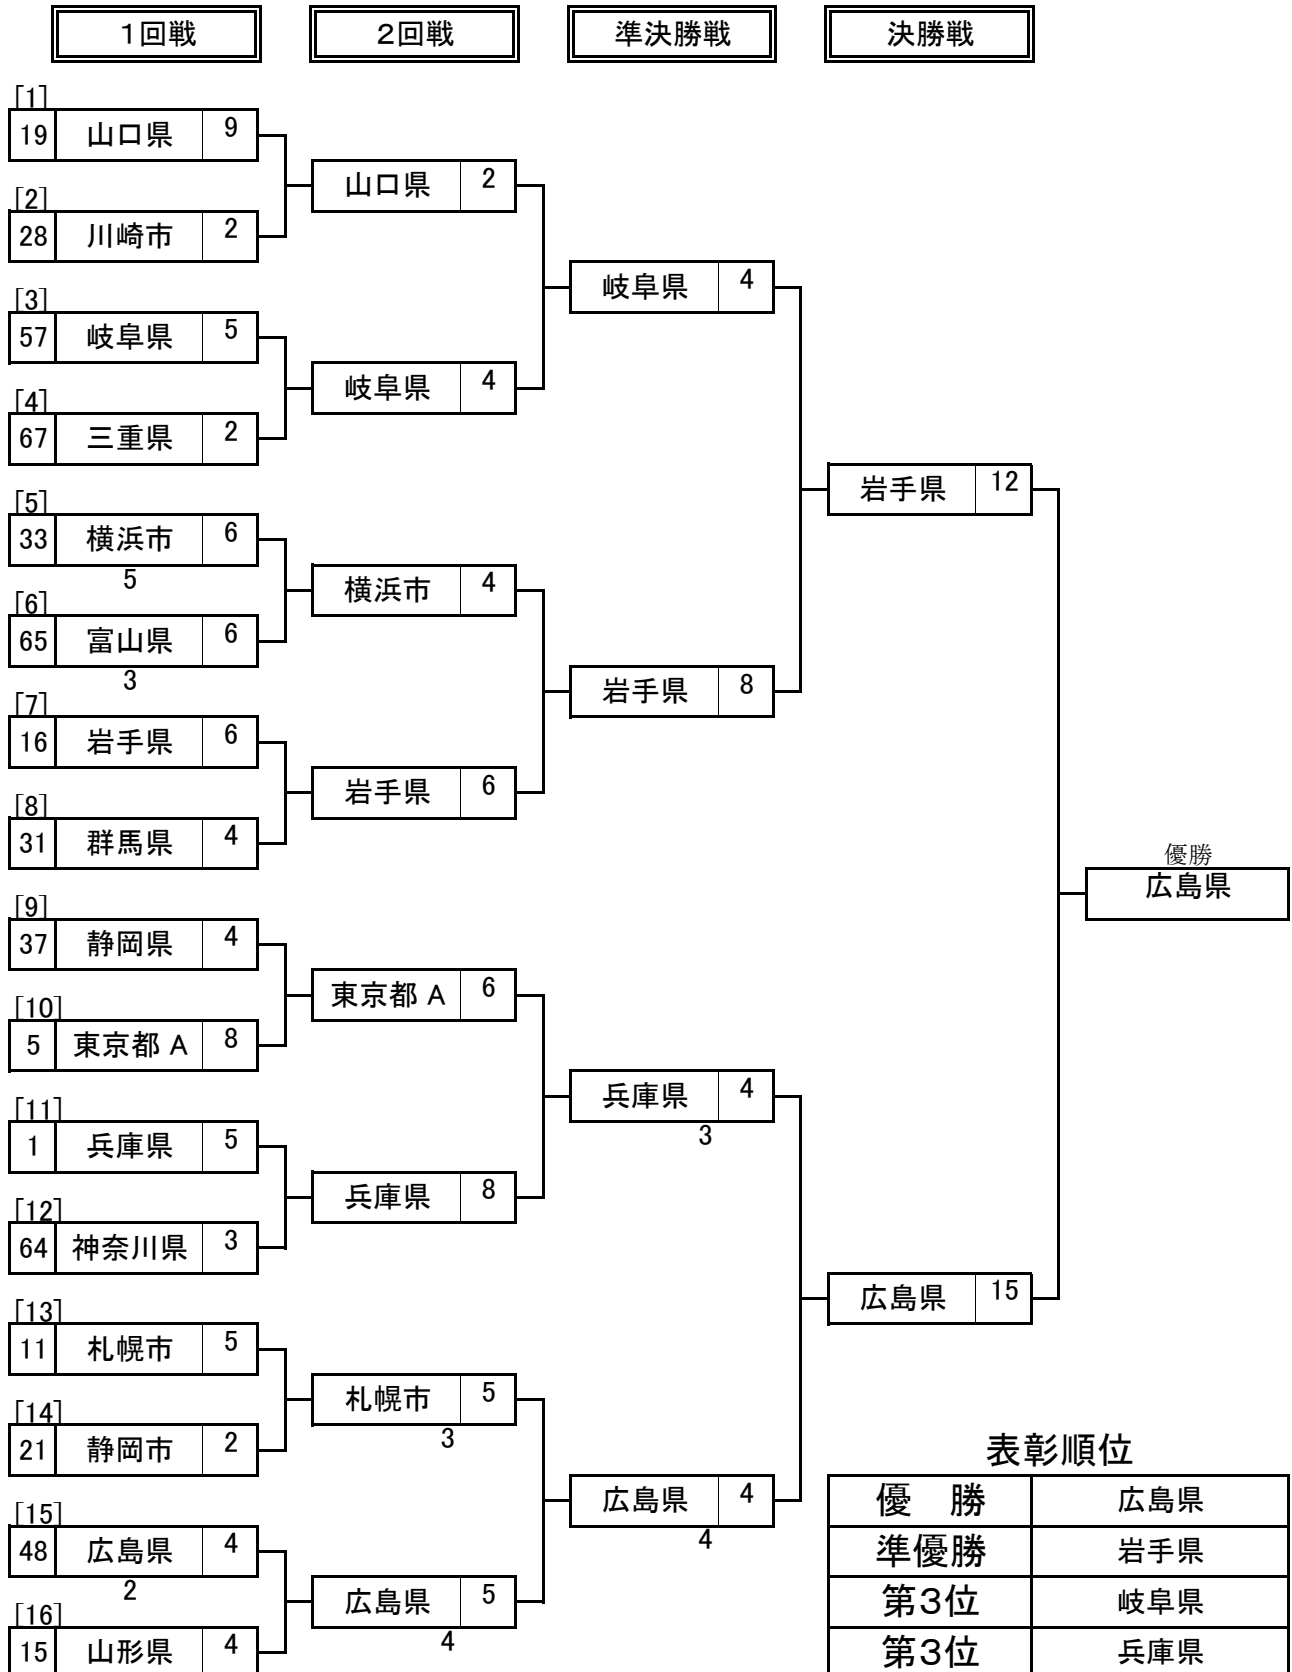 １回戦
２回戦
準決勝戦
決勝戦
[1]
19 山口県 9
山口県 2
[2]
28 川崎市 2
岐阜県 4
[3]
57 岐阜県 5
岐阜県 4
[4]
67 三重県 2
岩手県 12
[5]
33 横浜市 6
5
横浜市 4
[6]
65 富山県 6
3
岩手県 8
[7]
16 岩手県 6
岩手県 6
[8]
31 群馬県 4
優勝
広島県
[9]
37 静岡県 4
東京都 A 6
[10]
5 東京都 A 8
兵庫県 4
3
[11]
1 兵庫県 5
兵庫県 8
[12]
64 神奈川県 3
広島県 15
[13]
11 札幌市 5
札幌市 5
3
[14]
21 静岡市 2
広島県 4
4
[15]
48 広島県 4
2
広島県 5
4
[16]
15 山形県 4
表彰順位
優　勝 広島県
準優勝 岩手県
第３位 岐阜県
第３位 兵庫県